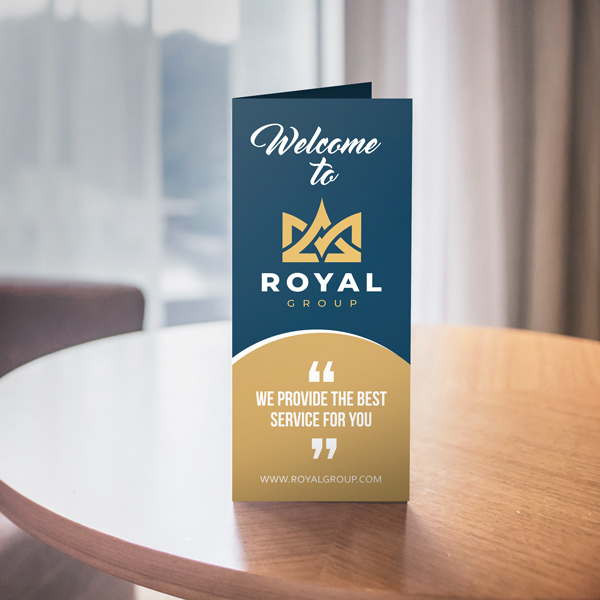 Welcome
to
ROYAL
GROUP
“
WE PROVIDE THE BEST
SERVICE FOR YOU
”
WWW.ROYALGROUP.COM